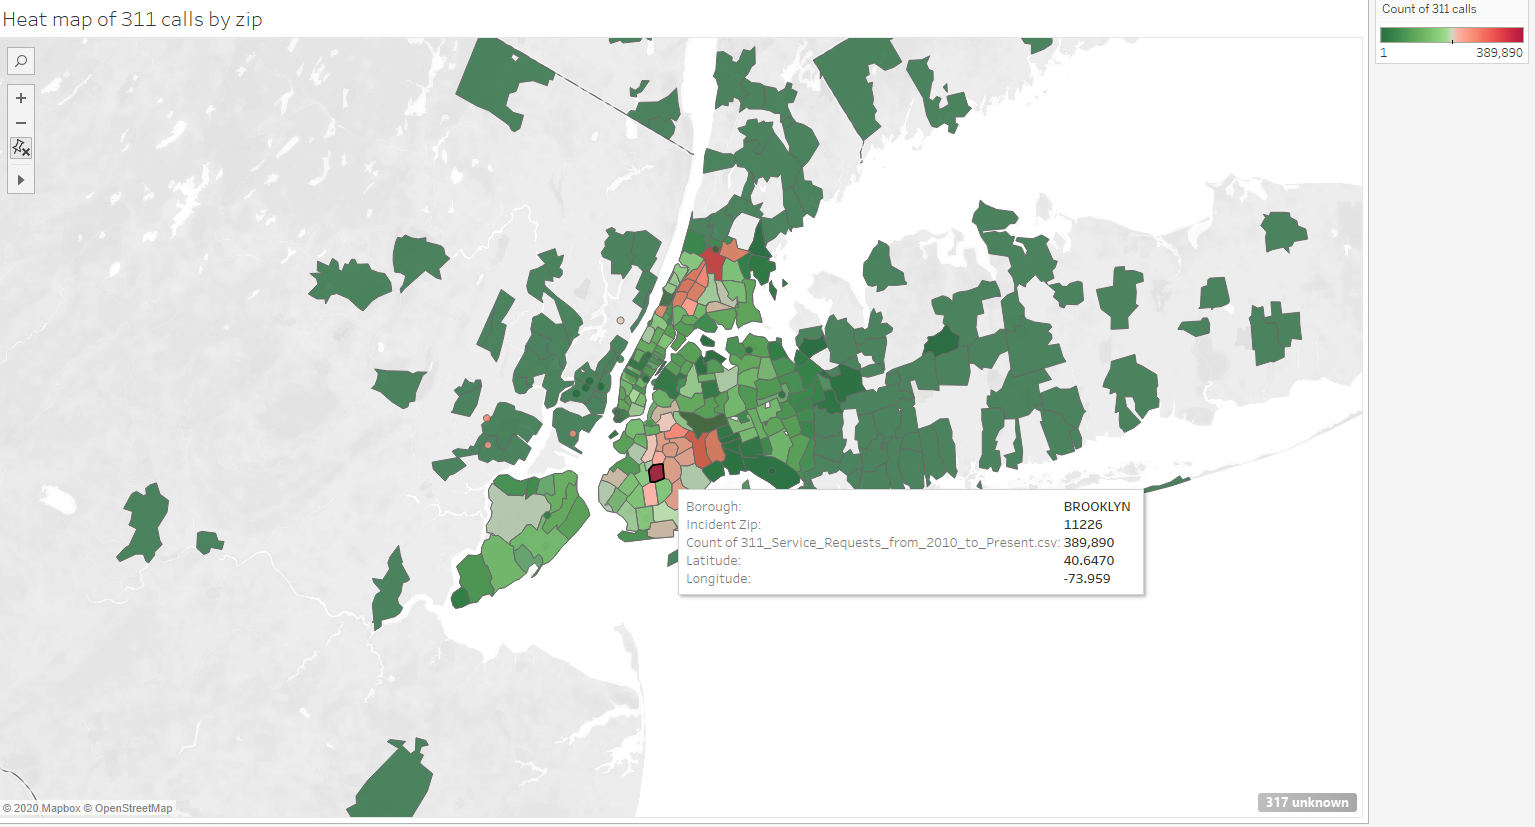 Heat map of 311 calls by zip
Count of 311 calls
1 389,890
Borough: BROOKLYN
Incident Zip: 11226
Count of 311_Service_Requests_from_2010_to_Present.csv: 389,890
Latitude: 40.6470
Longitude: -73.959
317 unknown
© 2020 Mapbox © OpenStreetMap